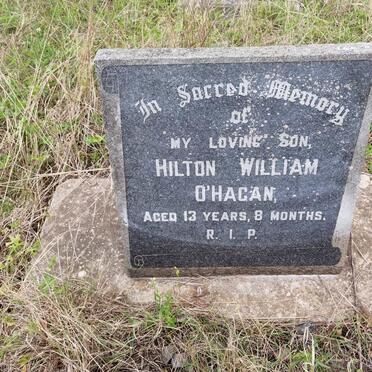 In Sacred Memory
of
MY LOVING SON,
HILTON WILLIAM
O'HAGAN,
AGED 13 YEARS, 8 MONTHS.
R. I. P.